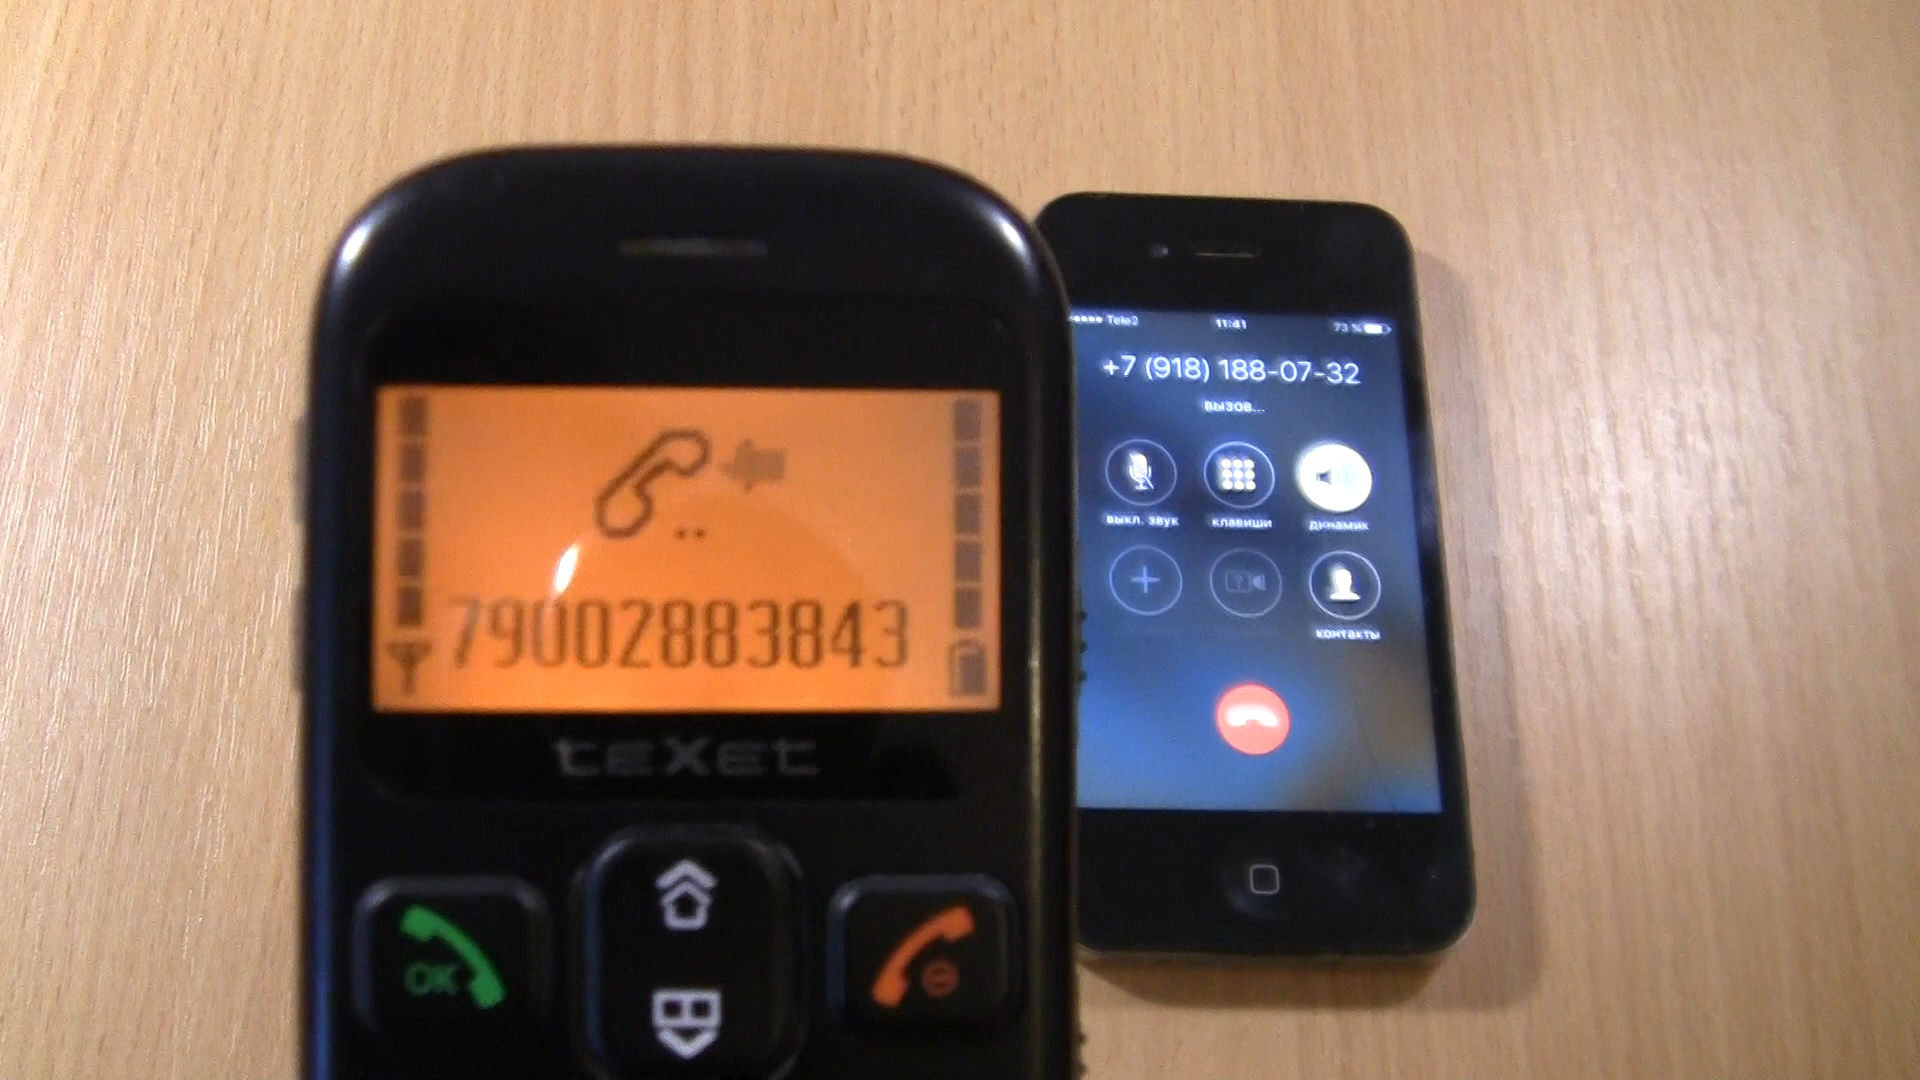 79002883843
teXet
OK
Tele2 11:41 73 %
+7 (918) 188-07-32
вызов...
выкл. звук клавиши динамик
контакты